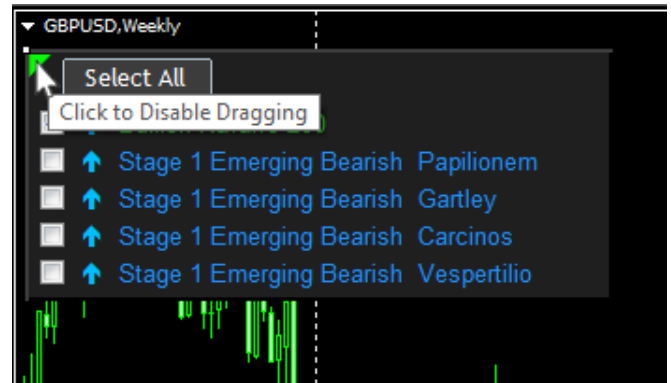 GBPUSD,Weekly
Select All
Click to Disable Dragging
Stage 1 Emerging Bearish Papilionem
Stage 1 Emerging Bearish Gartley
Stage 1 Emerging Bearish Carcinos
Stage 1 Emerging Bearish Vespertilio